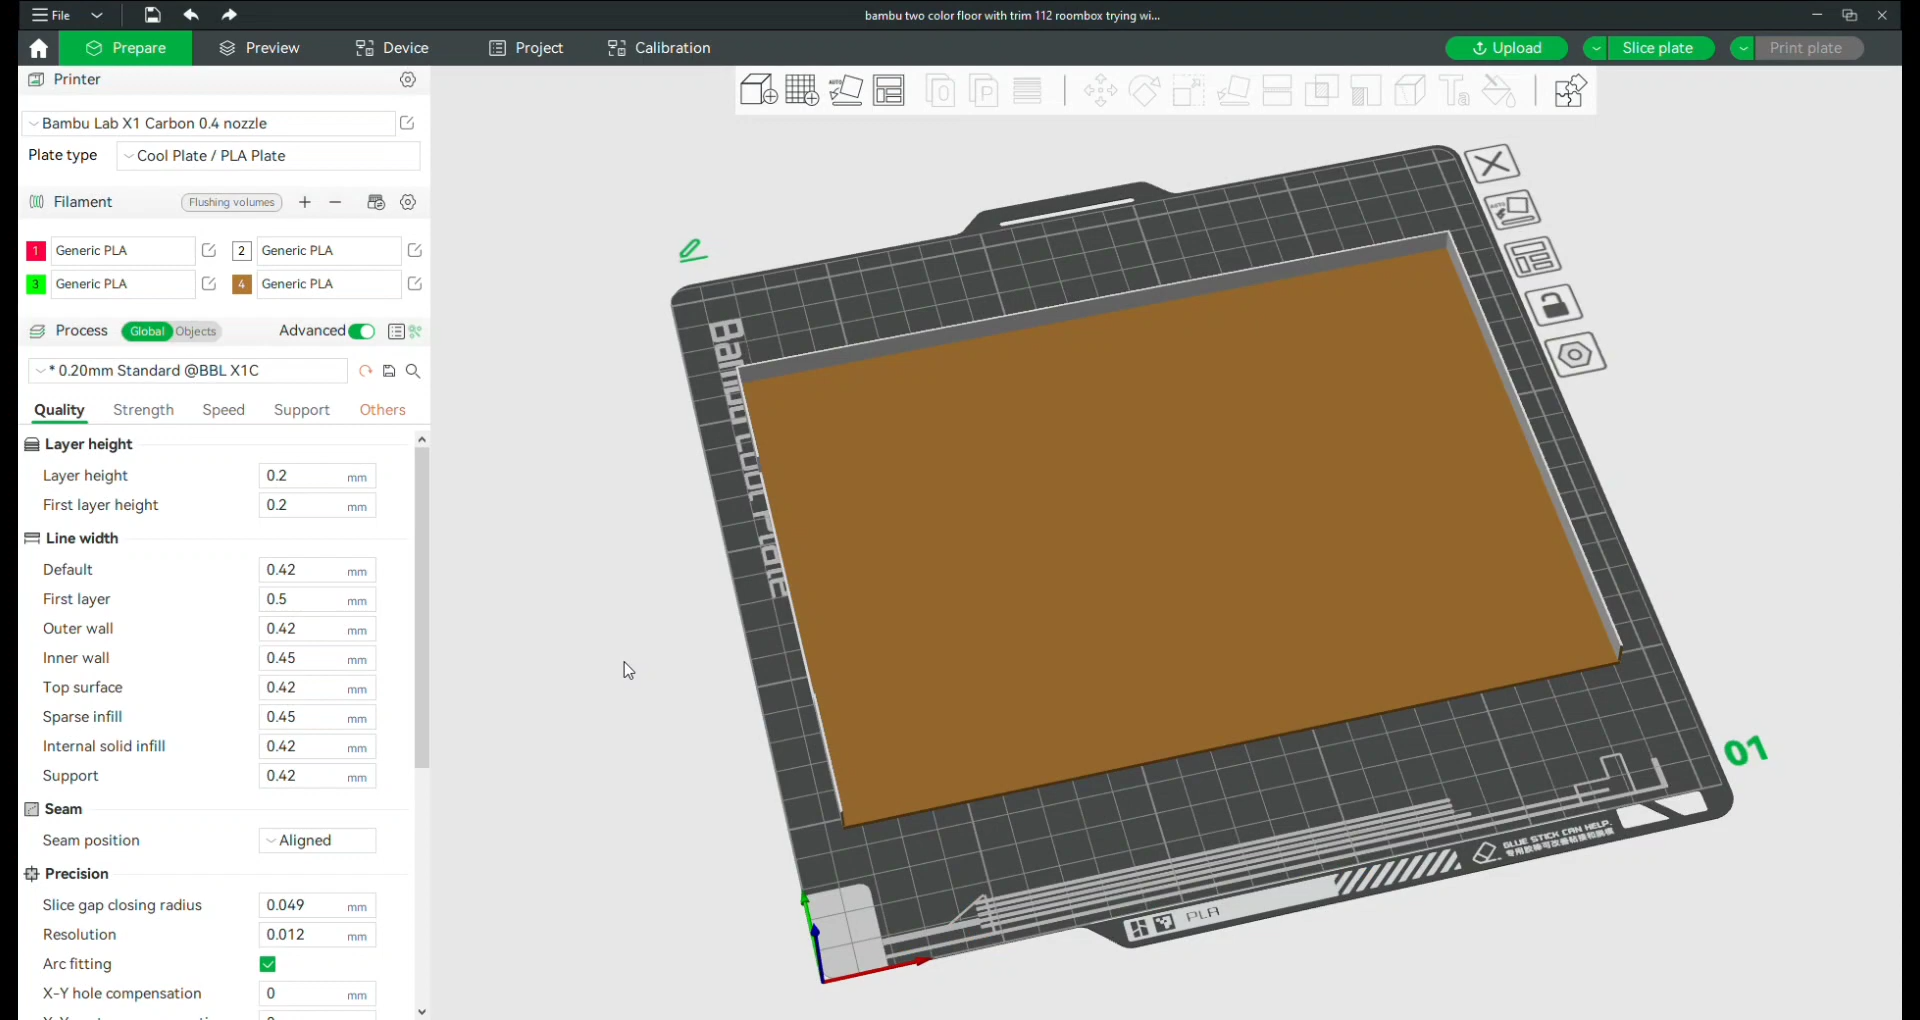 File
bambu two color floor with trim 112 roombox trying wi...
Prepare
Preview
Device
Project
Calibration
Upload
Slice plate
Print plate
Printer
Bambu Lab X1 Carbon 0.4 nozzle
Plate type
Cool Plate / PLA Plate
Filament
Flushing volumes
1 Generic PLA
2 Generic PLA
3 Generic PLA
4 Generic PLA
Process
Global
Objects
Advanced
* 0.20mm Standard @BBL X1C
Quality
Strength
Speed
Support
Others
Layer height
Layer height 0.2 mm
First layer height 0.2 mm
Line width
Default 0.42 mm
First layer 0.5 mm
Outer wall 0.42 mm
Inner wall 0.45 mm
Top surface 0.42 mm
Sparse infill 0.45 mm
Internal solid infill 0.42 mm
Support 0.42 mm
Seam
Seam position Aligned
Precision
Slice gap closing radius 0.049 mm
Resolution 0.012 mm
Arc fitting
X-Y hole compensation 0 mm
AUTO
O
P
Ta
AUTO
Bambu Cool Plate
01
GLUE STICK CAN HELP.
PLA